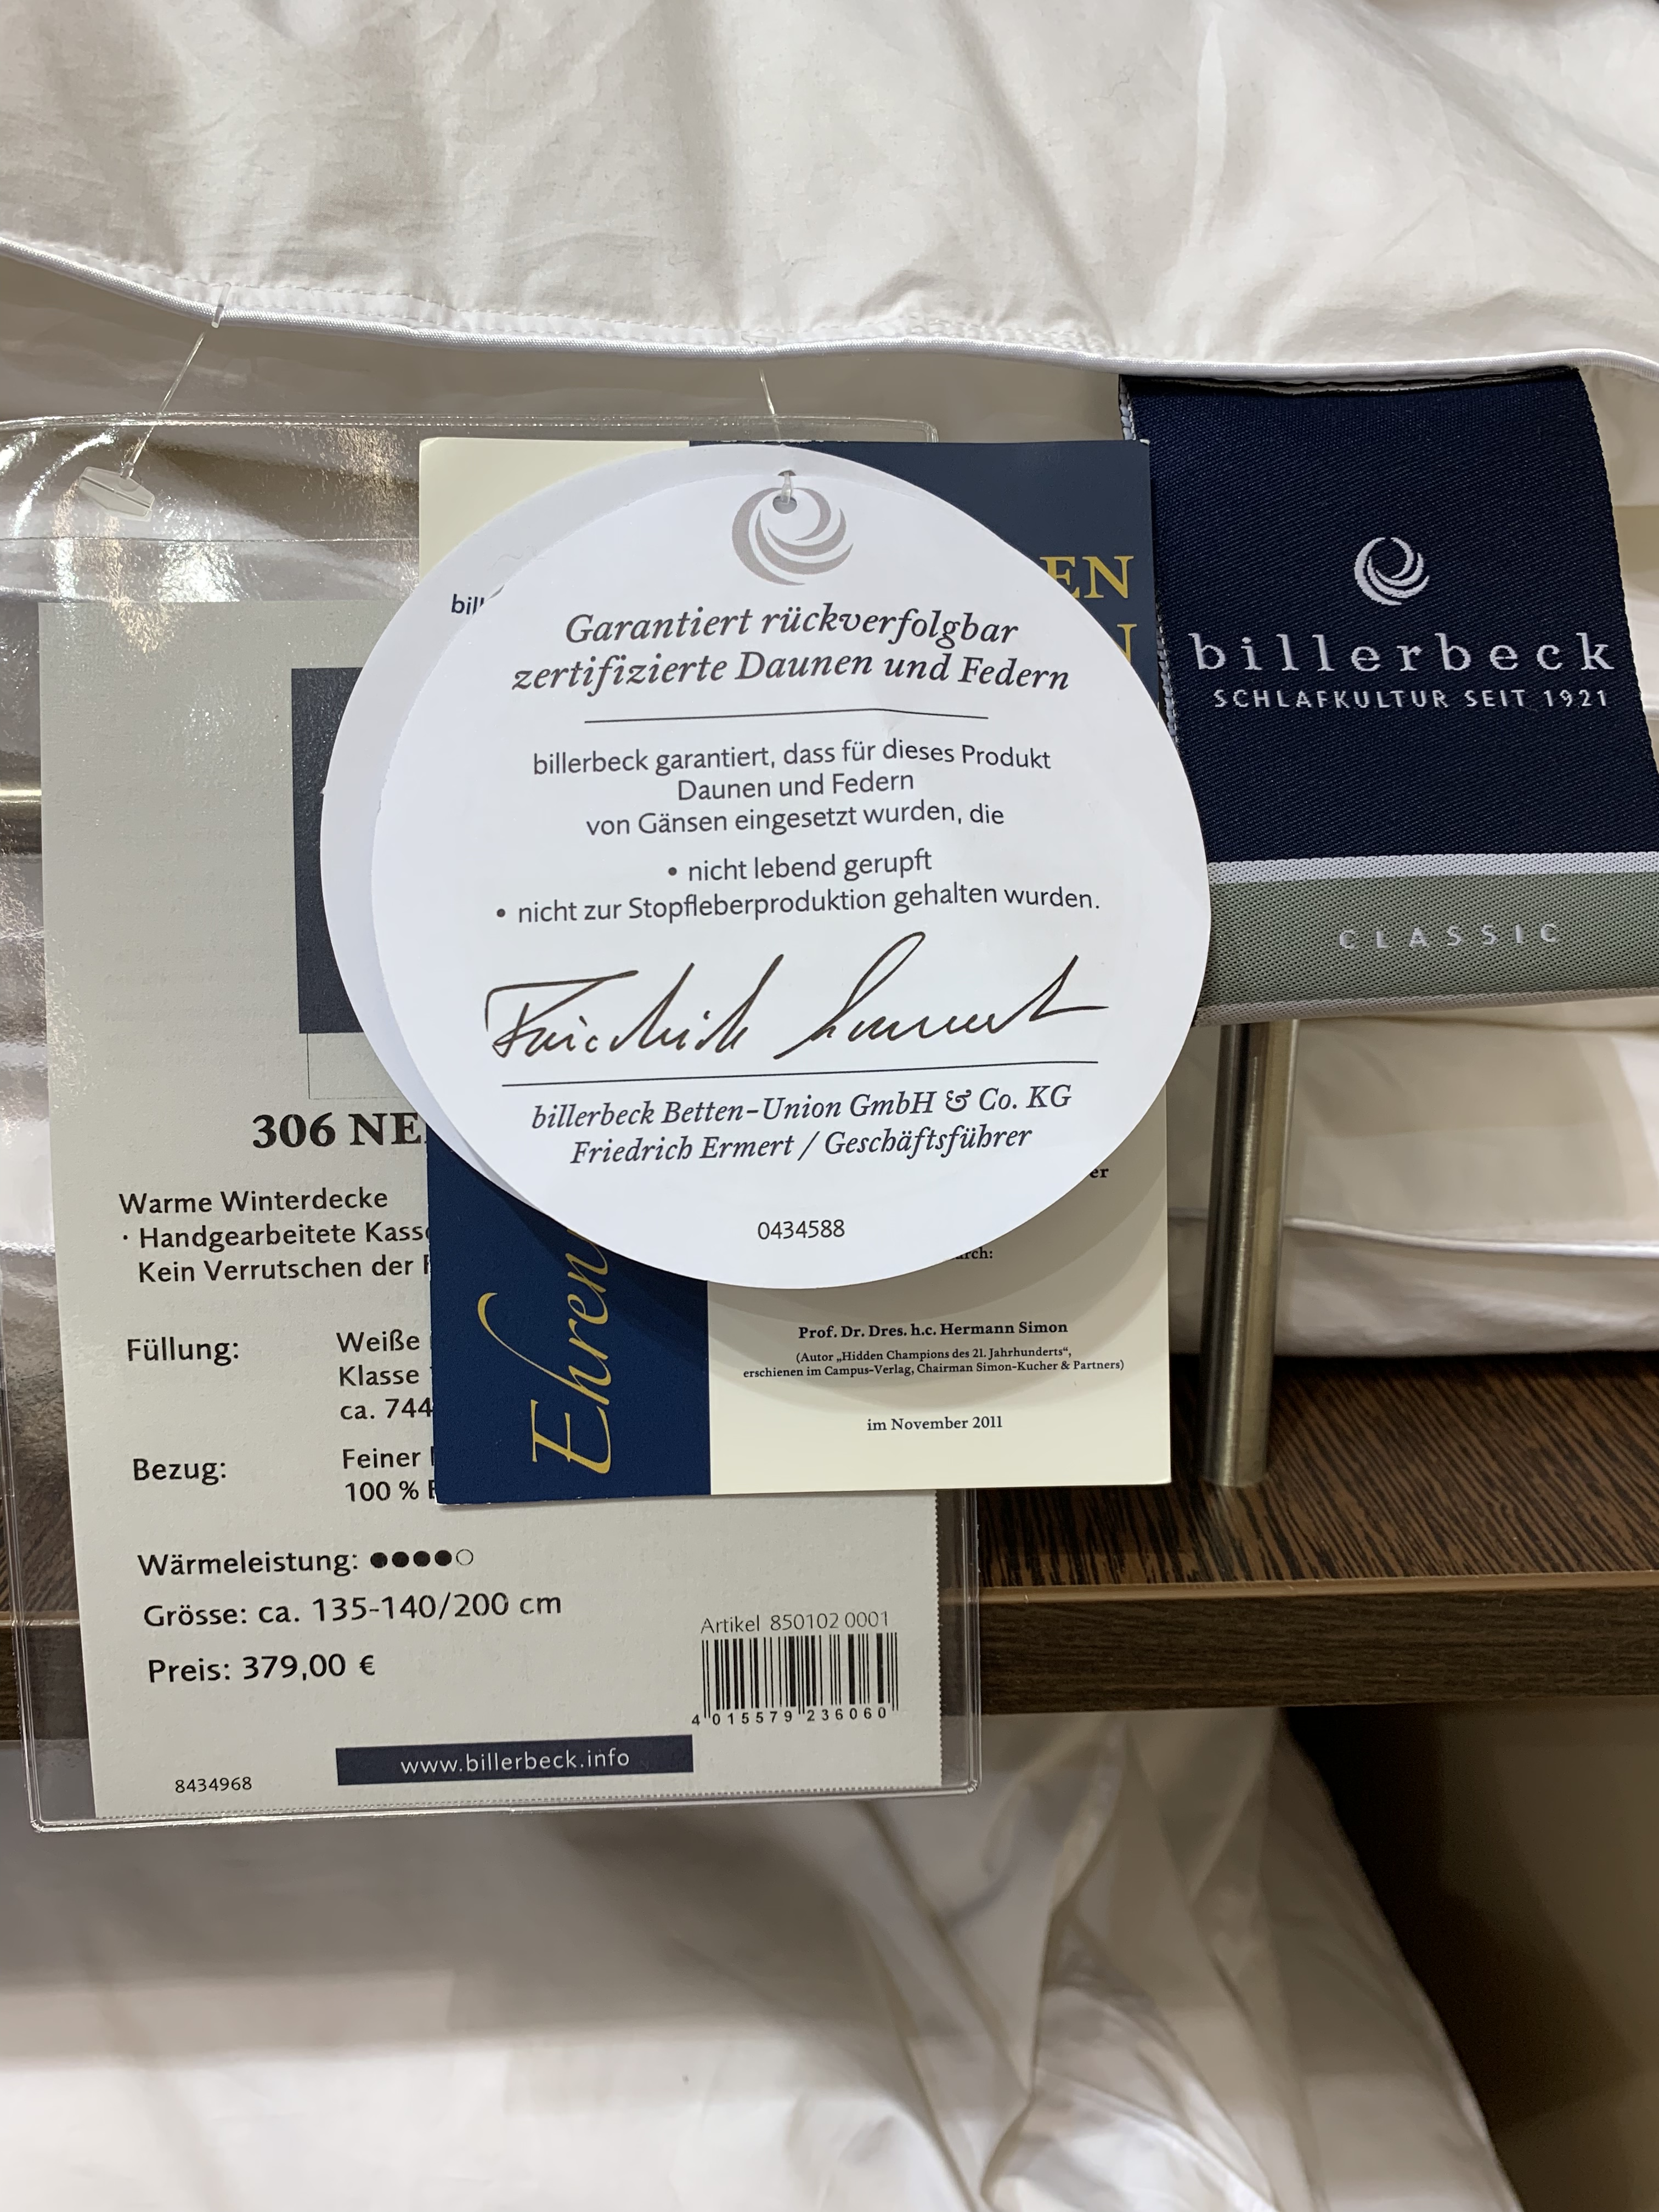 Garantiert rückverfolgbar
zertifizierte Daunen und Federn
billerbeck garantiert, dass für dieses Produkt
Daunen und Federn
von Gänsen eingesetzt wurden, die
• nicht lebend gerupft
• nicht zur Stopfleberproduktion gehalten wurden.
Friedrich Ermert
billerbeck Betten-Union GmbH & Co. KG
Friedrich Ermert / Geschäftsführer
0434588
billerbeck
SCHLAFKULTUR SEIT 1921
CLASSIC
Prof. Dr. Dres. h.c. Hermann Simon
(Autor „Hidden Champions des 21. Jahrhunderts“,
erschienen im Campus-Verlag, Chairman Simon-Kucher & Partners)
im November 2011
306
Warme Winterdecke
· Handgearbeitete
Kein Verrutschen der
Füllung: Weiße
Klasse
ca. 744
Bezug: Feiner
100 %
Wärmeleistung: ●●●●○
Grösse: ca. 135-140/200 cm
Preis: 379,00 €
Artikel 850102 0001
4 015579 236060
www.billerbeck.info
8434968